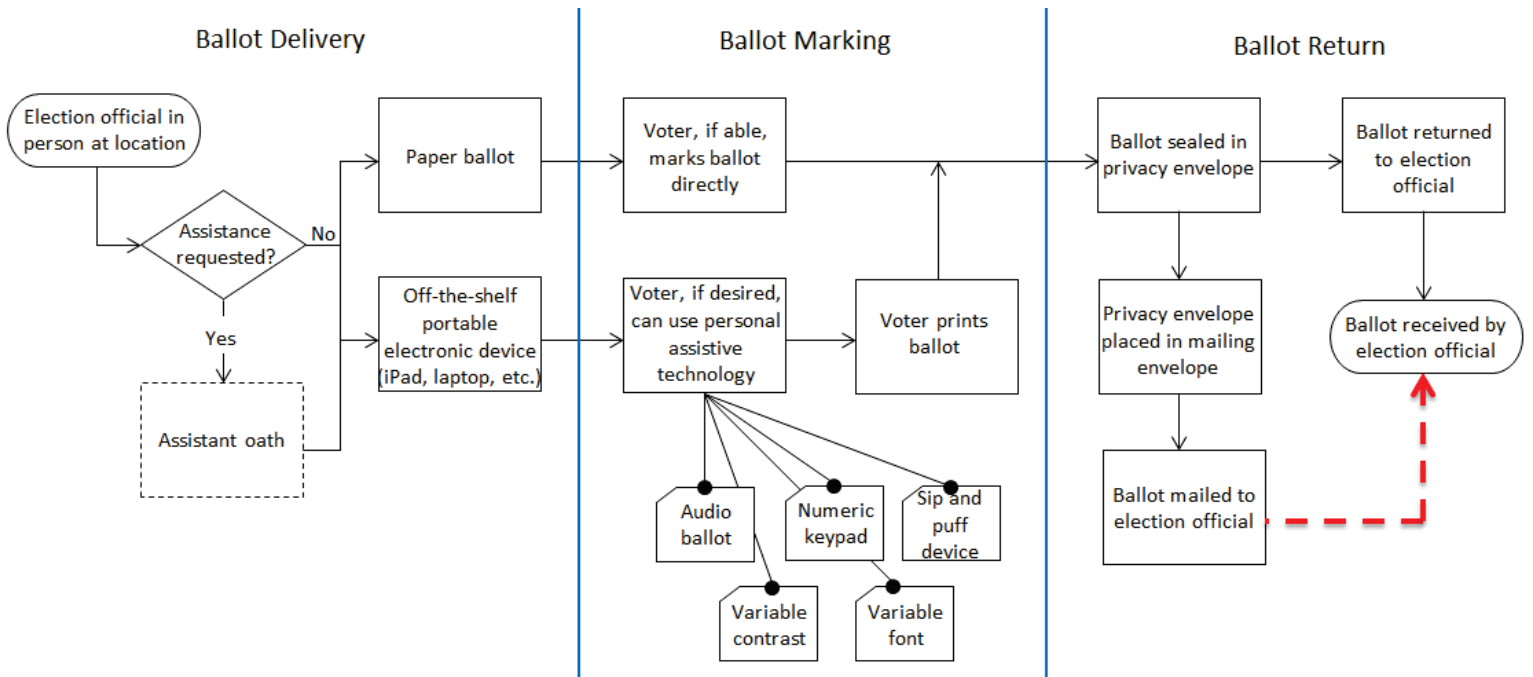 Ballot Delivery
Ballot Marking
Ballot Return
Election official in
person at location
Assistance
requested?
No
Yes
Assistant oath
Paper ballot
Off-the-shelf
portable
electronic device
(iPad, laptop, etc.)
Voter, if able,
marks ballot
directly
Voter, if desired,
can use personal
assistive
technology
Voter prints
ballot
Audio
ballot
Numeric
keypad
Sip and
puff
device
Variable
contrast
Variable
font
Ballot sealed in
privacy envelope
Ballot returned
to election
official
Privacy envelope
placed in mailing
envelope
Ballot received by
election official
Ballot mailed to
election official